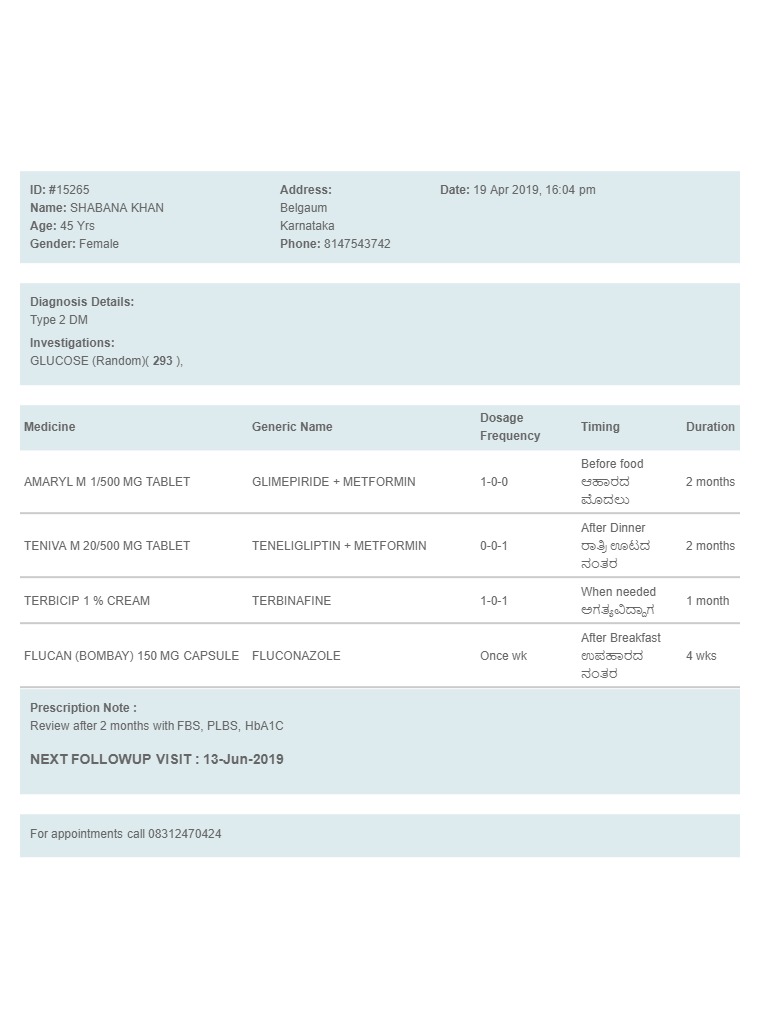 ID: #15265
Name: SHABANA KHAN
Age: 45 Yrs
Gender: Female
Address:
Belgaum
Karnataka
Phone: 8147543742
Date: 19 Apr 2019, 16:04 pm
Diagnosis Details:
Type 2 DM
Investigations:
GLUCOSE (Random)( 293 ),
Medicine Generic Name Dosage Frequency Timing Duration
AMARYL M 1/500 MG TABLET GLIMEPIRIDE + METFORMIN 1-0-0 Before food 2 months
ಆಹಾರದ
ಮೊದಲು
TENIVA M 20/500 MG TABLET TENELIGLIPTIN + METFORMIN 0-0-1 After Dinner 2 months
ರಾತ್ರಿ ಊಟದ
ನಂತರ
TERBICIP 1 % CREAM TERBINAFINE 1-0-1 When needed 1 month
ಅಗತ್ಯವಿದ್ದಾಗ
FLUCAN (BOMBAY) 150 MG CAPSULE FLUCONAZOLE Once wk After Breakfast 4 wks
ಉಪಹಾರದ
ನಂತರ
Prescription Note :
Review after 2 months with FBS, PLBS, HbA1C
NEXT FOLLOWUP VISIT : 13-Jun-2019
For appointments call 08312470424